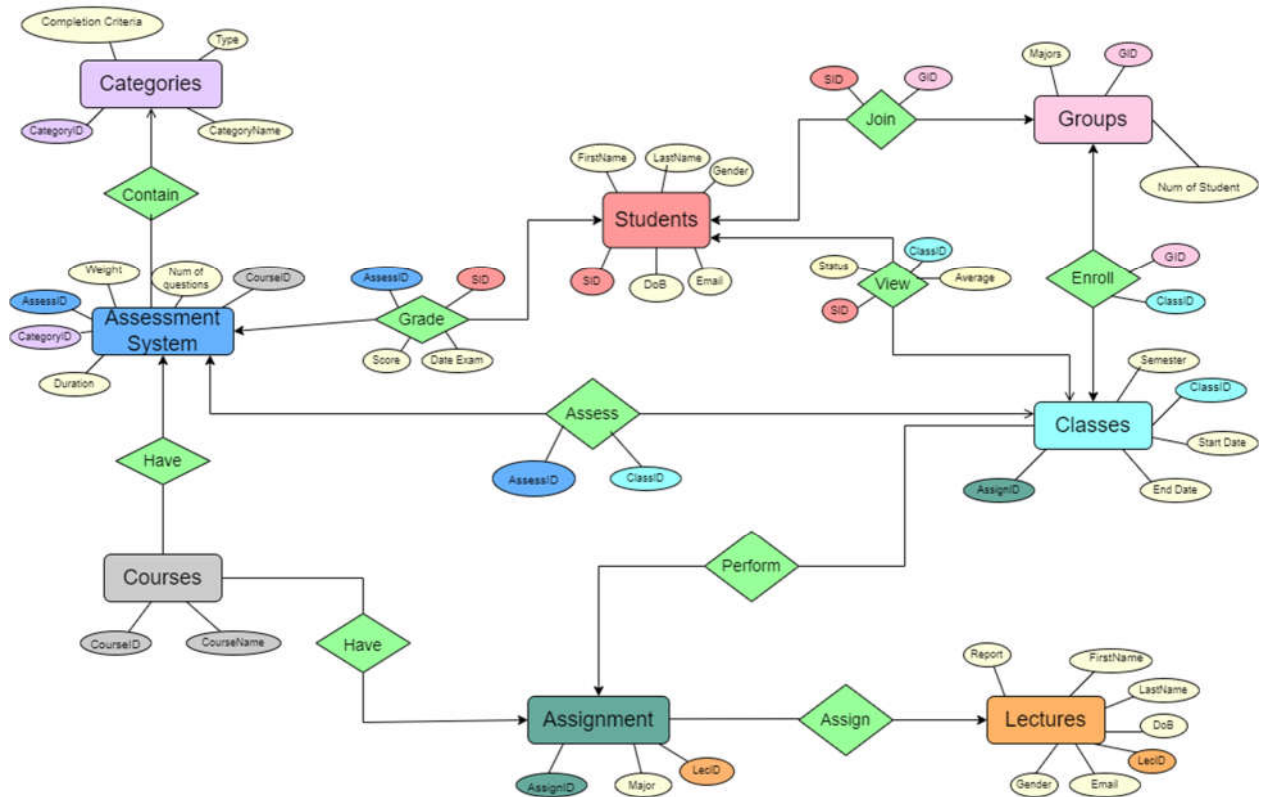 Completion Criteria
Type
Categories
CategoryID
CategoryName
Contain
Weight
Num of
questions
CourseID
AssessID
CategoryID
Assessment
System
Duration
Have
Courses
CourseID
CourseName
Have
AssessID
SID
Grade
Score
Date Exam
FirstName
LastName
Gender
Students
SID
DoB
Email
SID
GID
Join
Majors
GID
Groups
Num of Student
Status
ClassID
Average
View
SID
GID
Enroll
ClassID
Assess
AssessID
ClassID
Semester
ClassID
Classes
Start Date
AssignID
End Date
Perform
Assignment
AssignID
Major
LecID
Assign
Report
FirstName
LastName
Lectures
DoB
LecID
Gender
Email